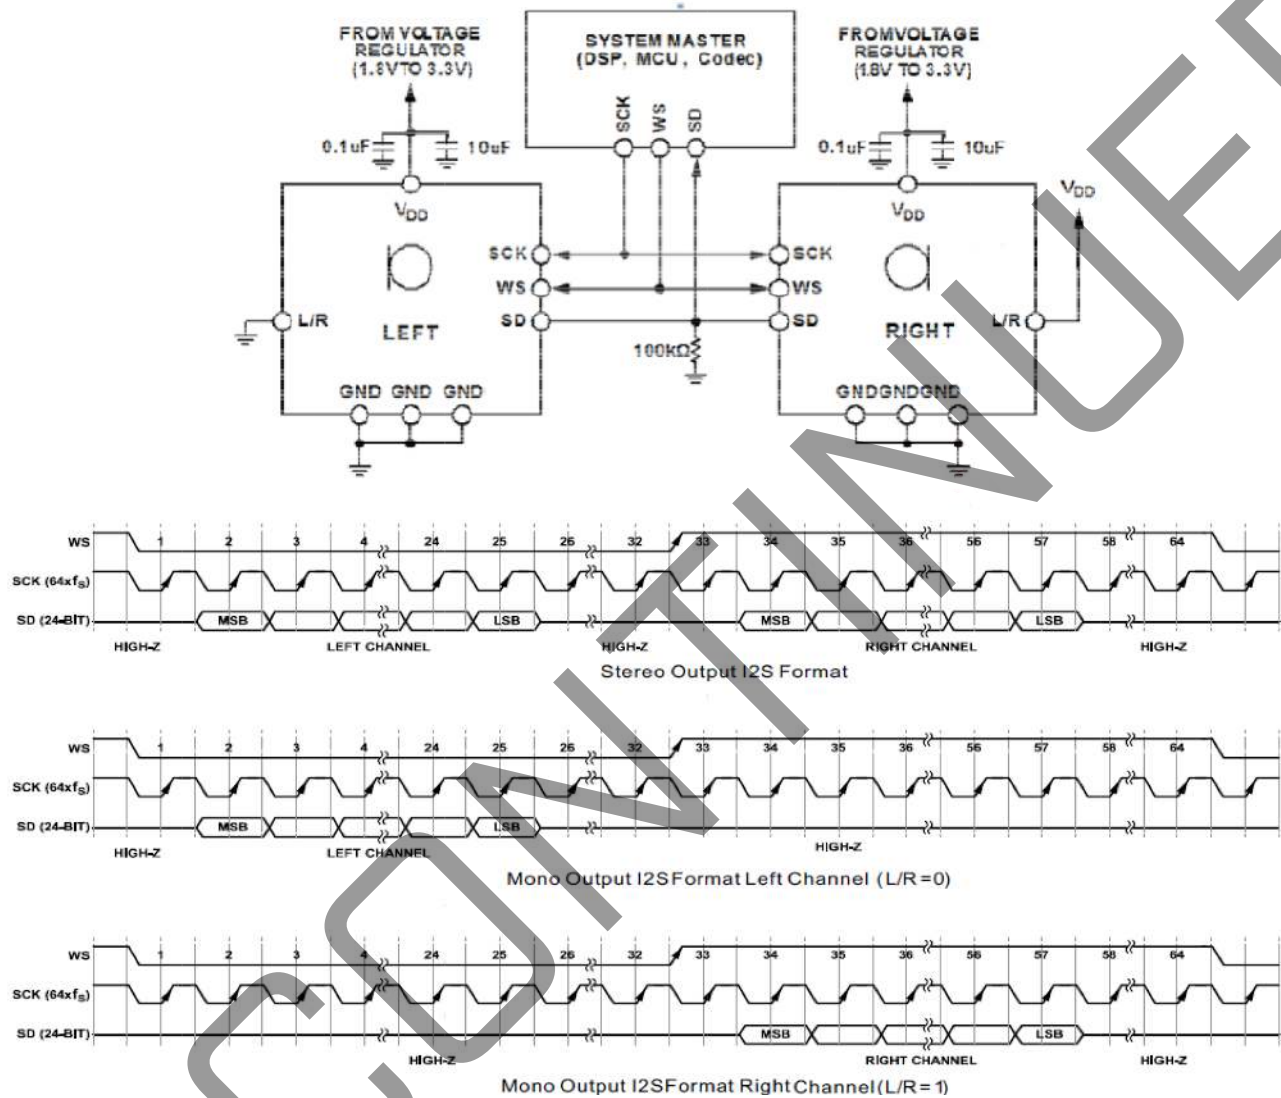 FROM VOLTAGE
REGULATOR
(1.8VTO 3.3V)
SYSTEM MASTER
(DSP, MCU, Codec)
SCK
WS
SD
FROMVOLTAGE
REGULATOR
(1.8V TO 3.3V)
0.1uF
10uF
0.1uF
10uF
VDD
VDD
VDD
SCK
WS
SD
L/R
LEFT
SCK
WS
SD
RIGHT
L/R
100kΩ
GND GND GND
GNDGNDGND
WS
1 2 3 4 24 25 26 32 33 34 35 36 56 57 58 64
SCK (64xfS)
SD (24-BIT)
MSB LSB MSB LSB
HIGH-Z LEFT CHANNEL HIGH-Z RIGHT CHANNEL HIGH-Z
Stereo Output I2S Format
WS
1 2 3 4 24 25 26 32 33 34 35 36 56 57 58 64
SCK (64xfS)
SD (24-BIT)
MSB LSB
HIGH-Z LEFT CHANNEL HIGH-Z
Mono Output I2SFormat Left Channel (L/R=0)
WS
1 2 3 4 24 25 26 32 33 34 35 36 56 57 58 64
SCK (64xfS)
SD (24-BIT)
MSB LSB
HIGH-Z RIGHT CHANNEL HIGH-Z
Mono Output I2SFormat Right Channel(L/R=1)
CONTINUE